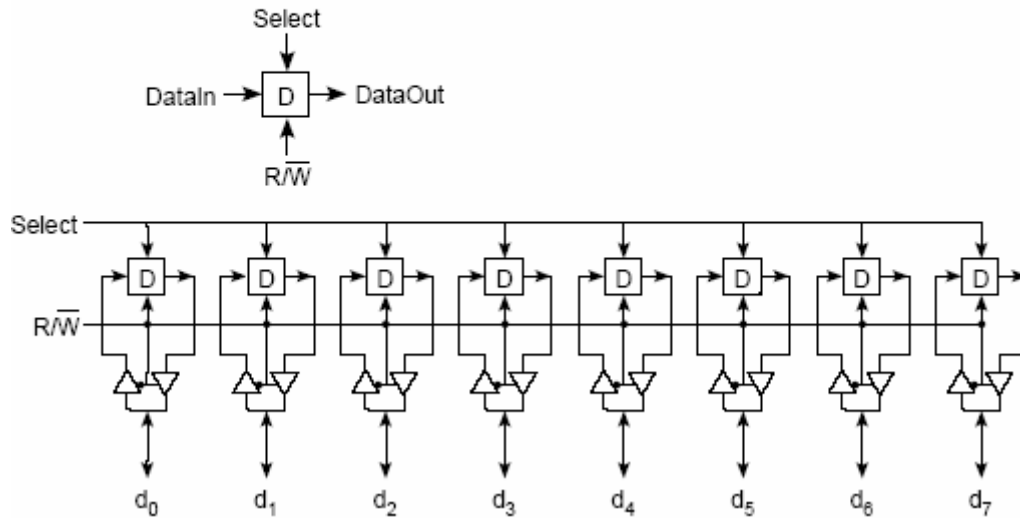 Select
DataIn D DataOut
R/W̅
Select
D D D D D D D D
R/W̅
d₀ d₁ d₂ d₃ d₄ d₅ d₆ d₇